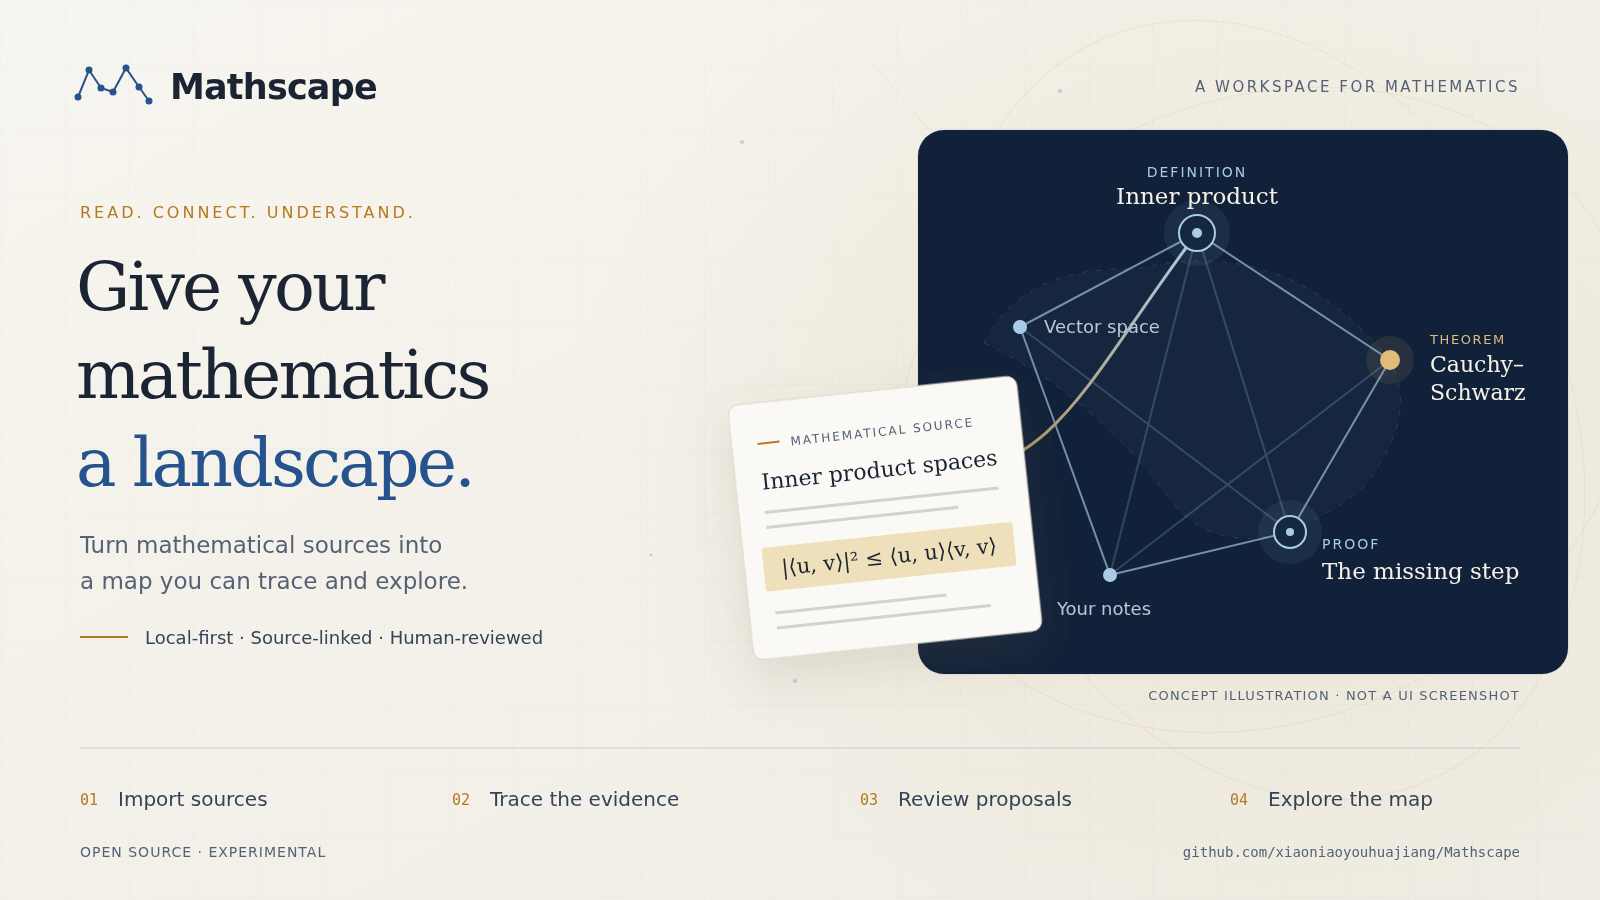 Mathscape
A WORKSPACE FOR MATHEMATICS
READ. CONNECT. UNDERSTAND.
Give your
mathematics
a landscape.
Turn mathematical sources into
a map you can trace and explore.
Local-first · Source-linked · Human-reviewed
DEFINITION
Inner product
Vector space
THEOREM
Cauchy–
Schwarz
MATHEMATICAL SOURCE
Inner product spaces
|⟨u, v⟩|² ≤ ⟨u, u⟩⟨v, v⟩
PROOF
The missing step
Your notes
CONCEPT ILLUSTRATION · NOT A UI SCREENSHOT
01 Import sources
02 Trace the evidence
03 Review proposals
04 Explore the map
OPEN SOURCE · EXPERIMENTAL
github.com/xiaoniaoyouhuajiang/Mathscape